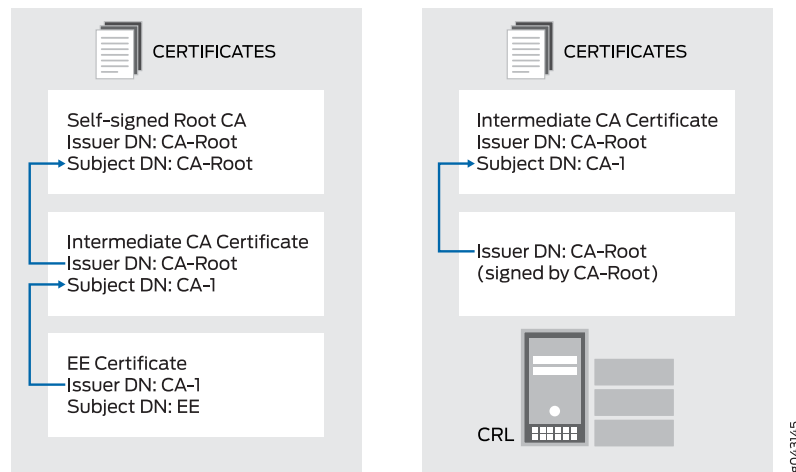 CERTIFICATES
Self-signed Root CA
Issuer DN: CA-Root
Subject DN: CA-Root
Intermediate CA Certificate
Issuer DN: CA-Root
Subject DN: CA-1
EE Certificate
Issuer DN: CA-1
Subject DN: EE
CERTIFICATES
Intermediate CA Certificate
Issuer DN: CA-Root
Subject DN: CA-1
Issuer DN: CA-Root
(signed by CA-Root)
CRL
g043145